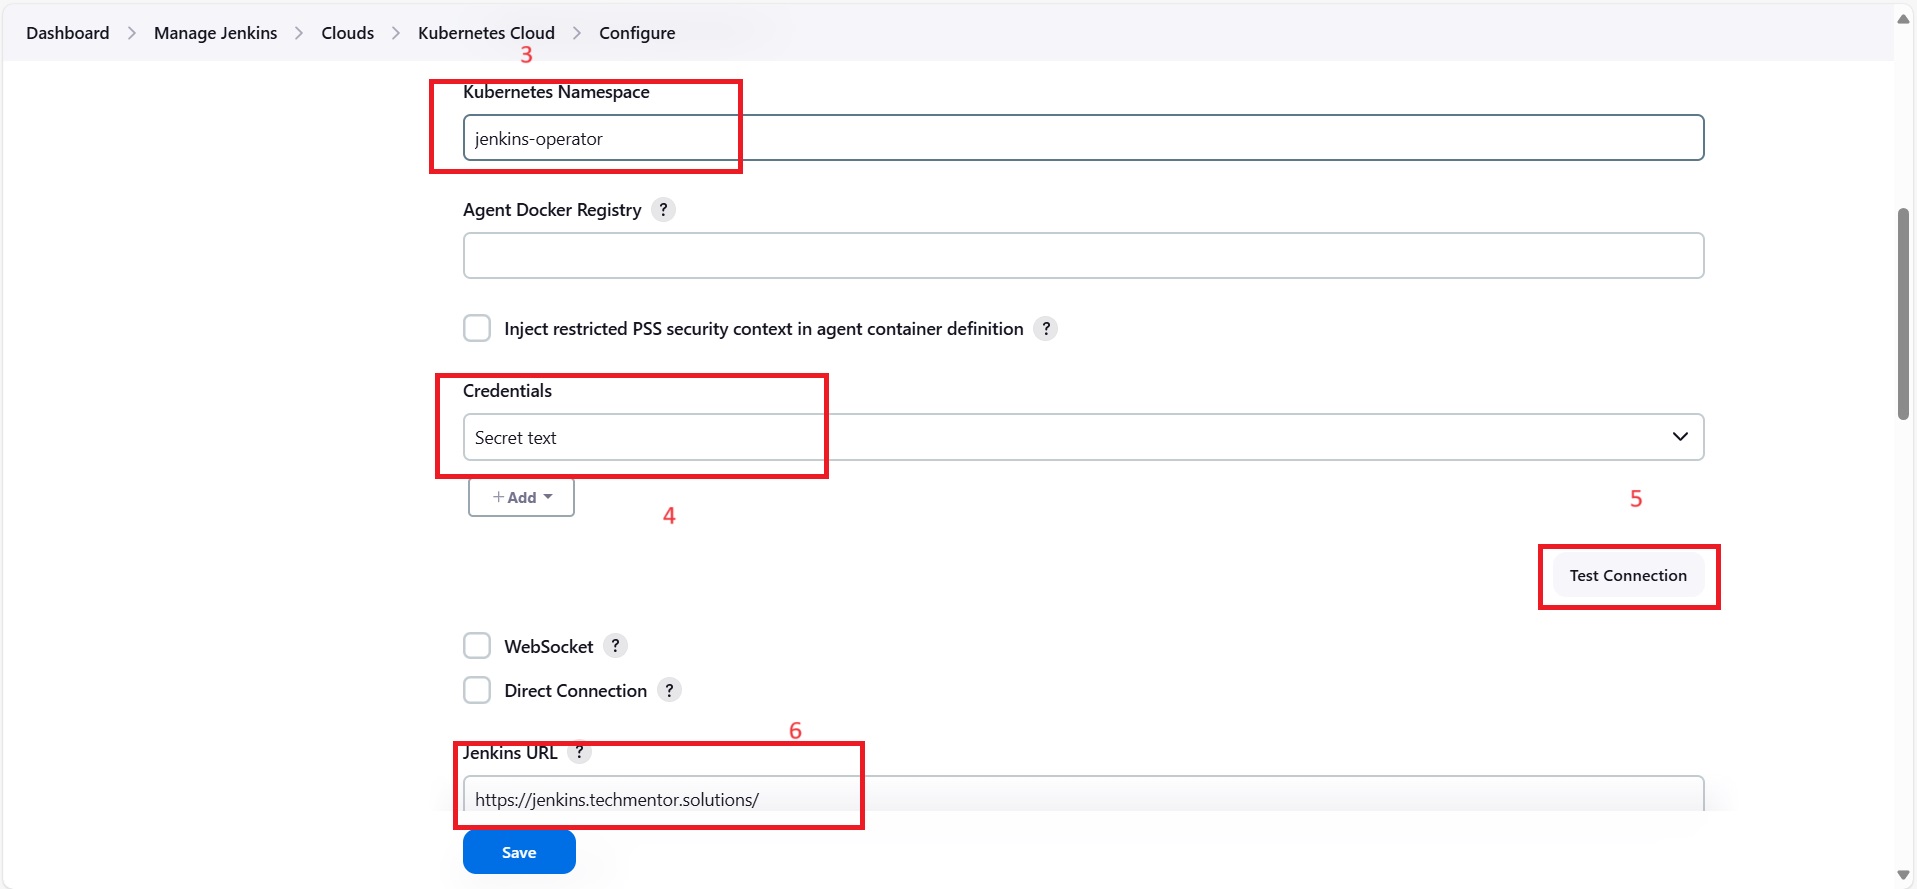 Dashboard > Manage Jenkins > Clouds > Kubernetes Cloud > Configure
3
Kubernetes Namespace
jenkins-operator
Agent Docker Registry ?
Inject restricted PSS security context in agent container definition ?
Credentials
Secret text
+ Add
4
5
Test Connection
WebSocket ?
Direct Connection ?
6
Jenkins URL ?
https://jenkins.techmentor.solutions/
Save